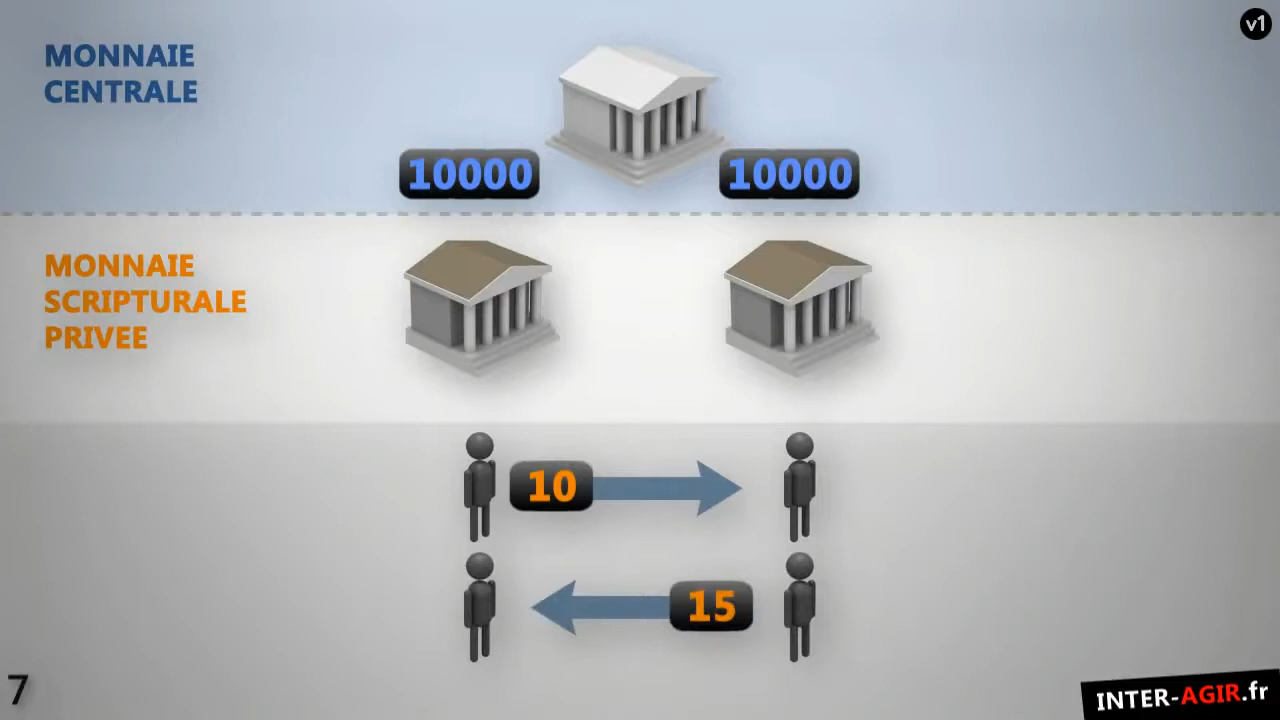 v1
MONNAIE
CENTRALE
10000
10000
MONNAIE
SCRIPTURALE
PRIVEE
10
15
7
INTER-AGIR.fr